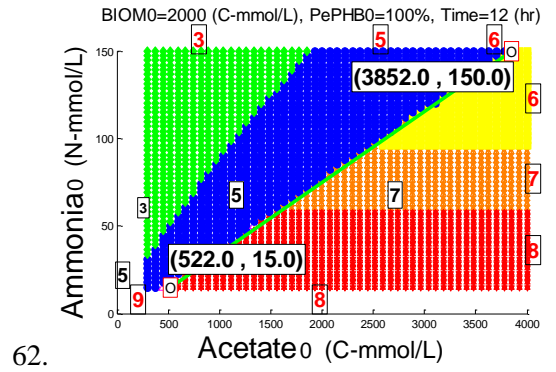 BIOM0=2000 (C-mmol/L), PePHB0=100%, Time=12 (hr)
3 5 6
150
O
(3852.0 , 150.0)
6
100
Ammonia0 (N-mmol/L)
5 7
7
3
50
(522.0 , 15.0)
8
5
O
9 8
0
0 500 1000 1500 2000 2500 3000 3500 4000
Acetate0 (C-mmol/L)
62.